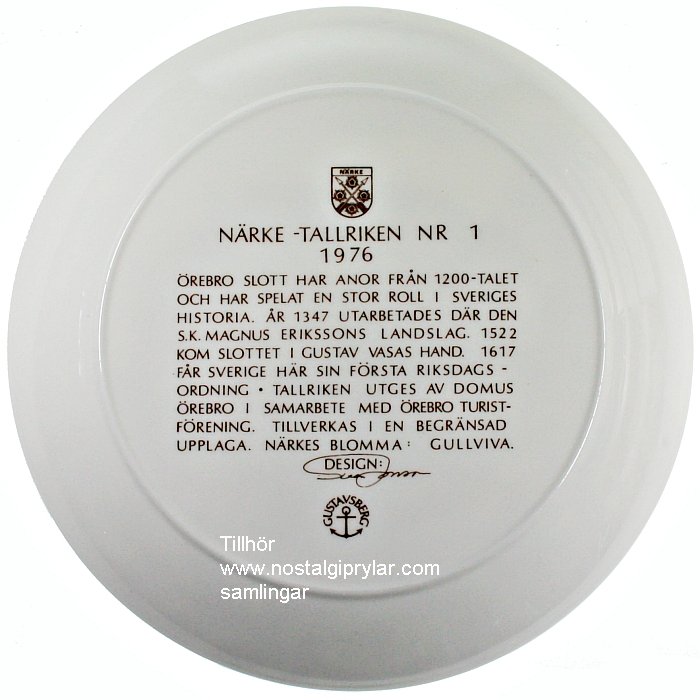 NÄRKE
NÄRKE -TALLRIKEN NR 1
1976
ÖREBRO SLOTT HAR ANOR FRÅN 1200-TALET
OCH HAR SPELAT EN STOR ROLL I SVERIGES
HISTORIA. ÅR 1347 UTARBETADES DÄR DEN
S.K. MAGNUS ERIKSSONS LANDSLAG. 1522
KOM SLOTTET I GUSTAV VASAS HAND. 1617
FÅR SVERIGE HÄR SIN FÖRSTA RIKSDAGS -
ORDNING • TALLRIKEN UTGES AV DOMUS
ÖREBRO I SAMARBETE MED ÖREBRO TURIST-
FÖRENING. TILLVERKAS I EN BEGRÄNSAD
UPPLAGA. NÄRKES BLOMMA: GULLVIVA.
DESIGN:
GUSTAVSBERG
Tillhör
www.nostalgiprylar.com
samlingar